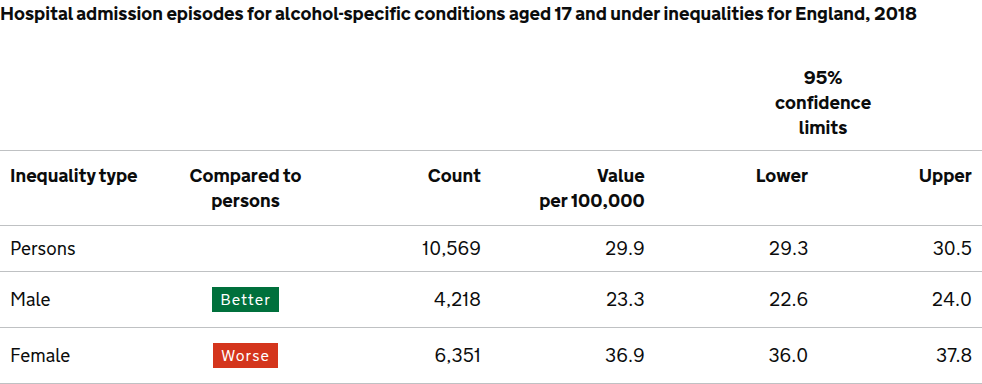 Hospital admission episodes for alcohol-specific conditions aged 17 and under inequalities for England, 2018
95%
confidence
limits
Inequality type Compared to Count Value Lower Upper
persons per 100,000
Persons 10,569 29.9 29.3 30.5
Male Better 4,218 23.3 22.6 24.0
Female Worse 6,351 36.9 36.0 37.8